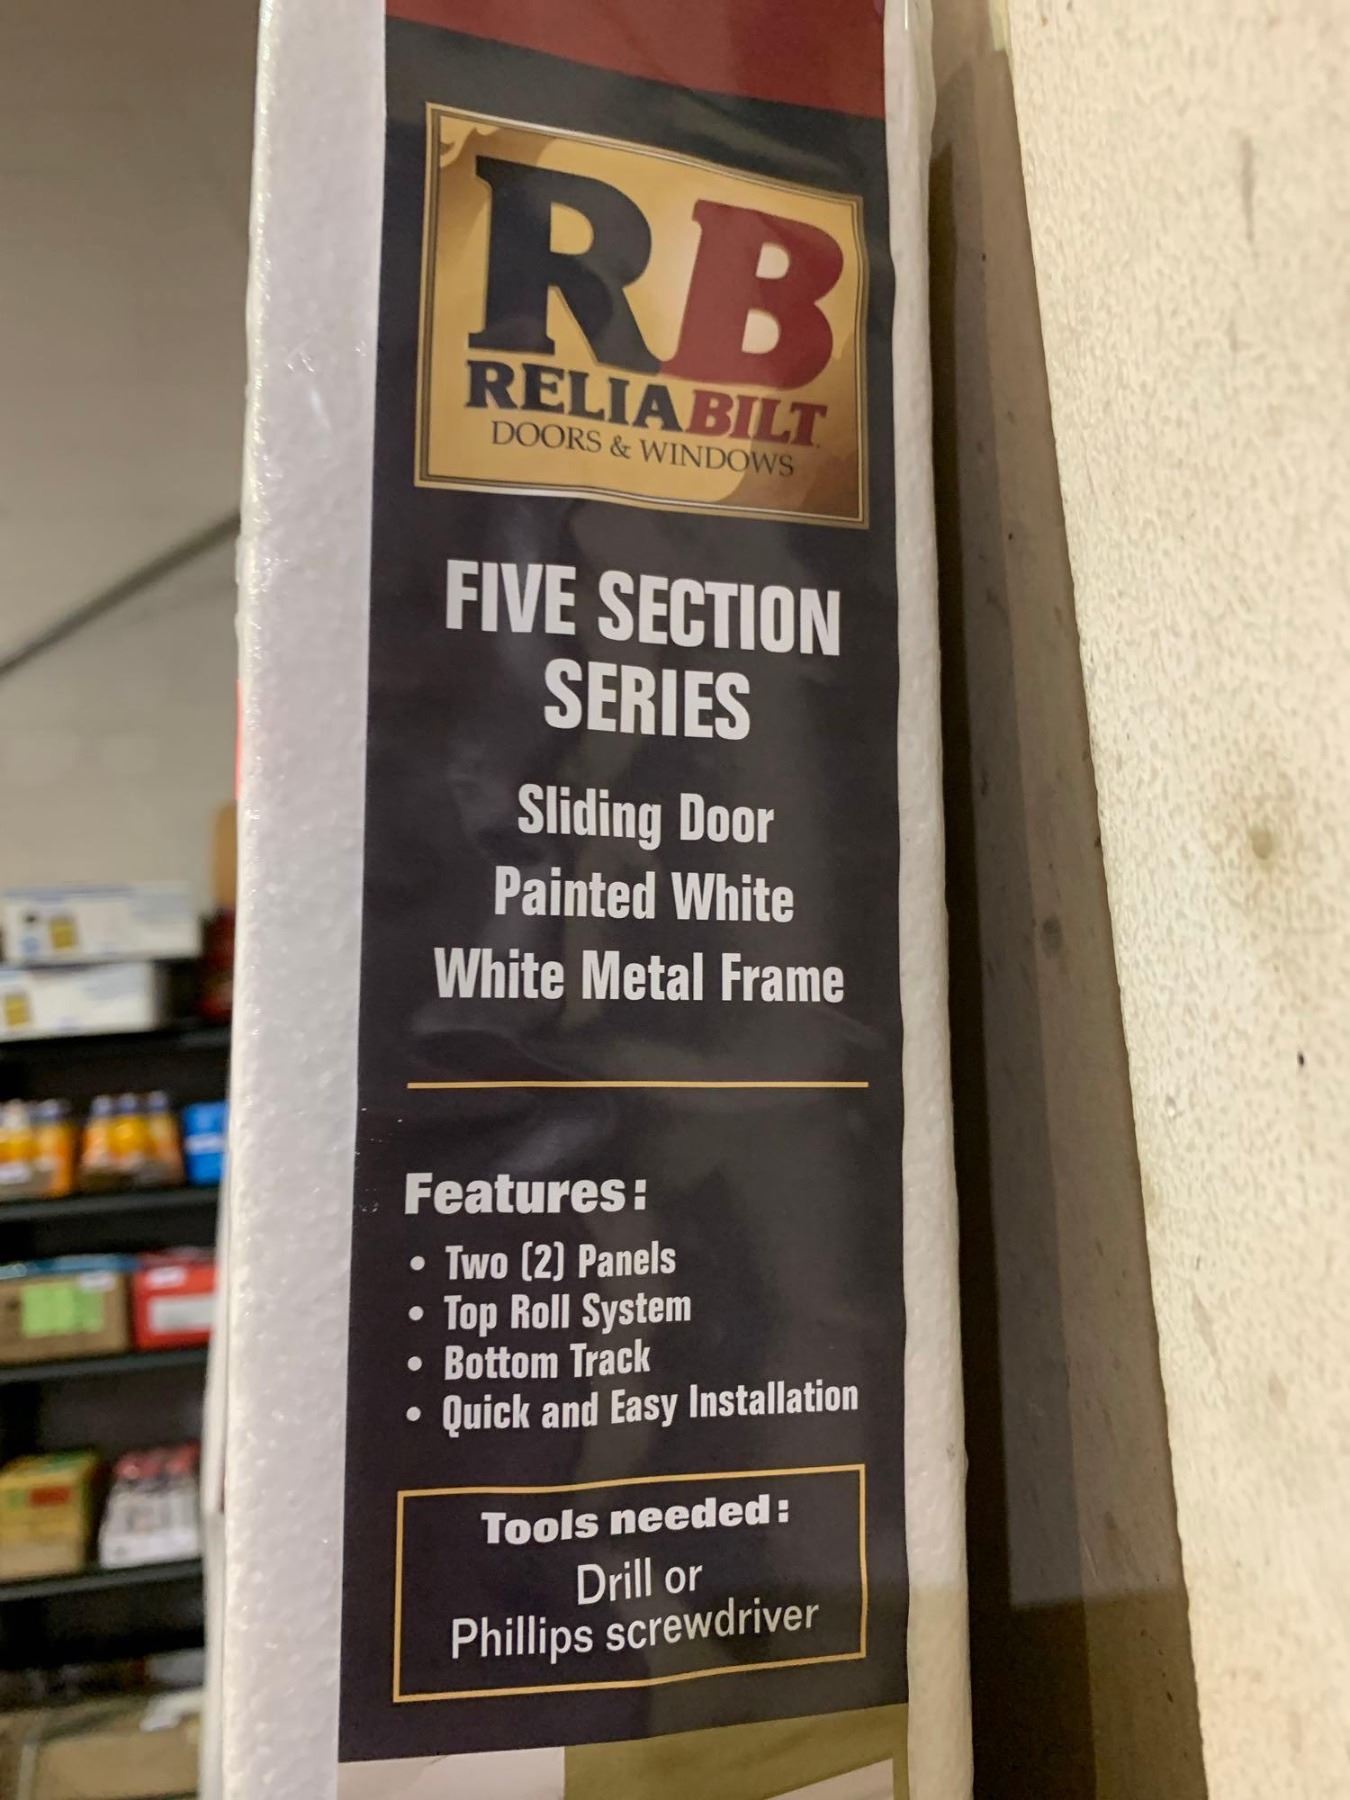 RB
RELIABILT
DOORS & WINDOWS
FIVE SECTION
SERIES
Sliding Door
Painted White
White Metal Frame
Features:
• Two (2) Panels
• Top Roll System
• Bottom Track
• Quick and Easy Installation
Tools needed:
Drill or
Phillips screwdriver